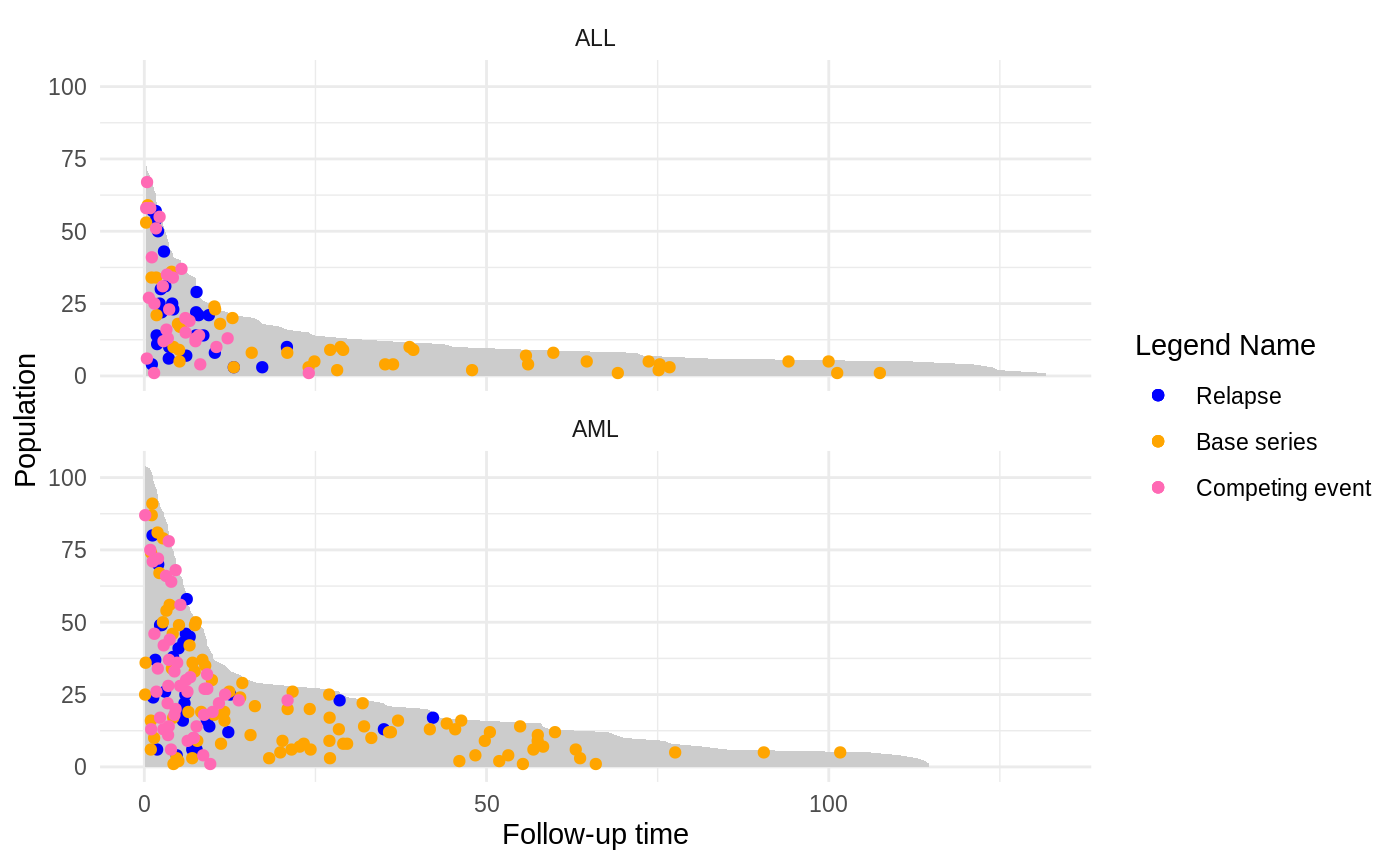 ALL
100
75
50
25
0
AML
100
75
50
25
0
0 50 100
Follow-up time
Population
Legend Name
Relapse
Base series
Competing event